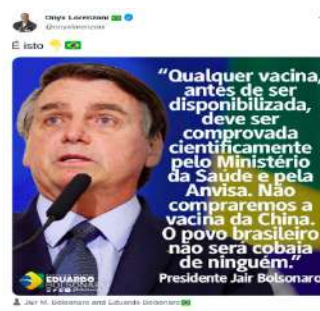 Onyx Lorenzoni
@onyxlorenzoni
É isto
“Qualquer vacina,
antes de ser
disponibilizada,
deve ser
comprovada
cientificamente
pelo Ministério
da Saúde e pela
Anvisa. Não
compraremos a
vacina da China.
O povo brasileiro
não será cobaia
de ninguém.”
Presidente Jair Bolsonaro
EDUARDO
BOLSONARO
Jair M. Bolsonaro and Eduardo Bolsonaro